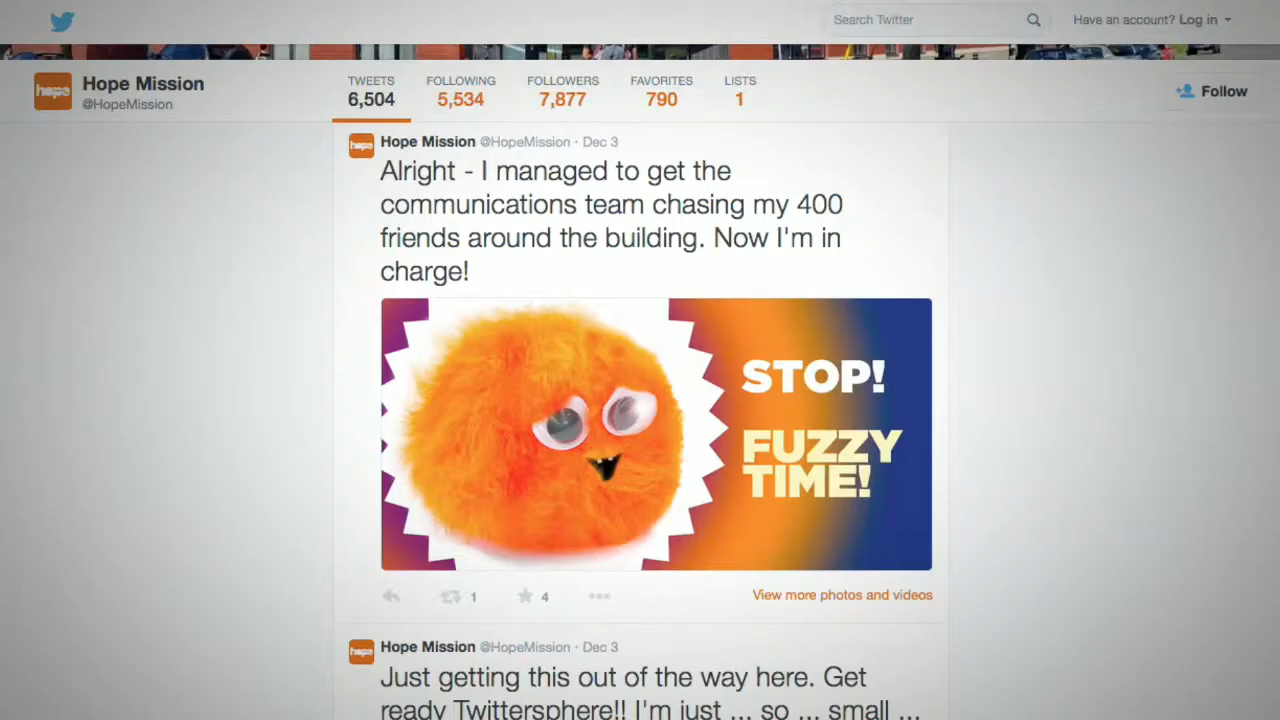 Search Twitter
Have an account? Log in
hope
Hope Mission
@HopeMission
TWEETS
6,504
FOLLOWING
5,534
FOLLOWERS
7,877
FAVORITES
790
LISTS
1
Follow
hope
Hope Mission @HopeMission · Dec 3
Alright - I managed to get the
communications team chasing my 400
friends around the building. Now I'm in
charge!
STOP!
FUZZY
TIME!
1
4
View more photos and videos
hope
Hope Mission @HopeMission · Dec 3
Just getting this out of the way here. Get
ready Twittersphere!! I'm just ... so ... small ...